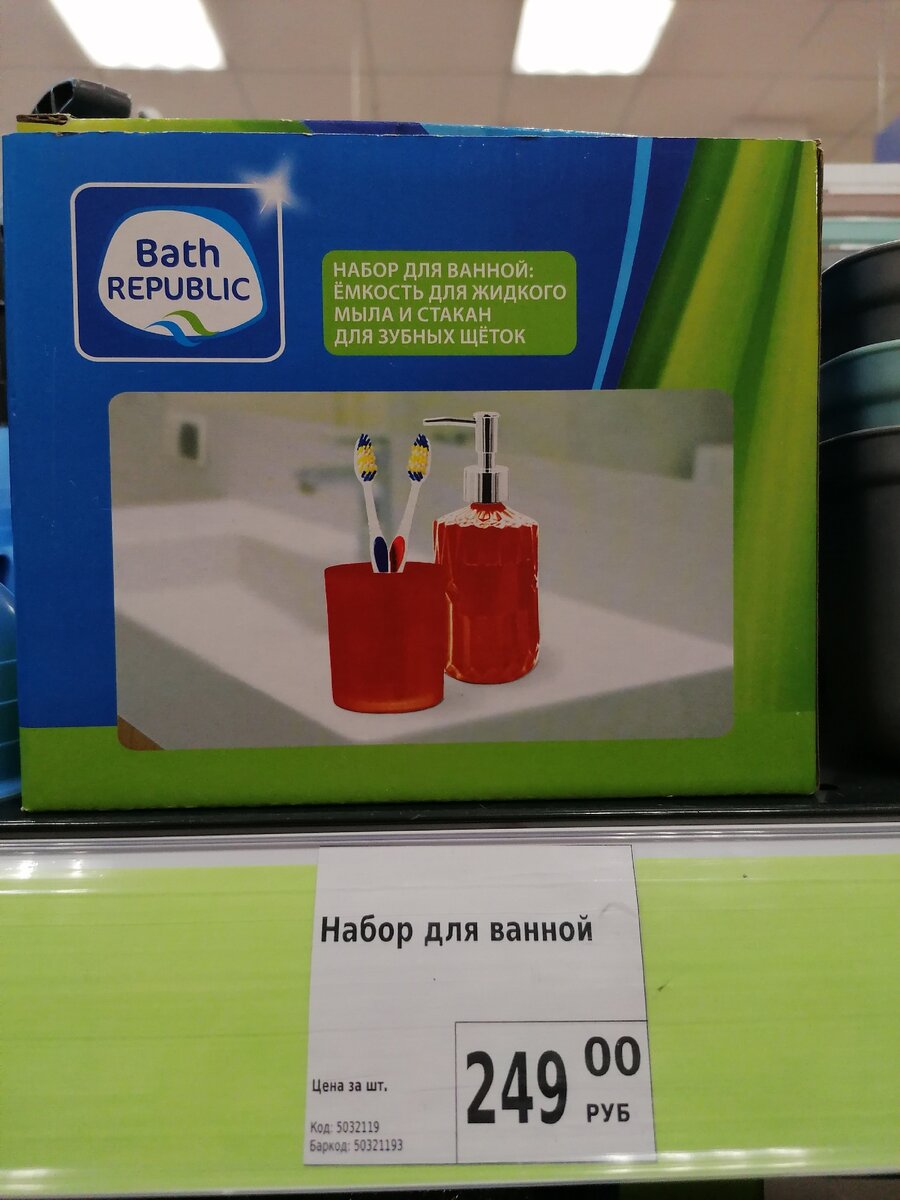 Bath
REPUBLIC
НАБОР ДЛЯ ВАННОЙ:
ЁМКОСТЬ ДЛЯ ЖИДКОГО
МЫЛА И СТАКАН
ДЛЯ ЗУБНЫХ ЩЁТОК
Набор для ванной
249 00
РУБ
Цена за шт.
Код: 5032119
Баркод: 50321193